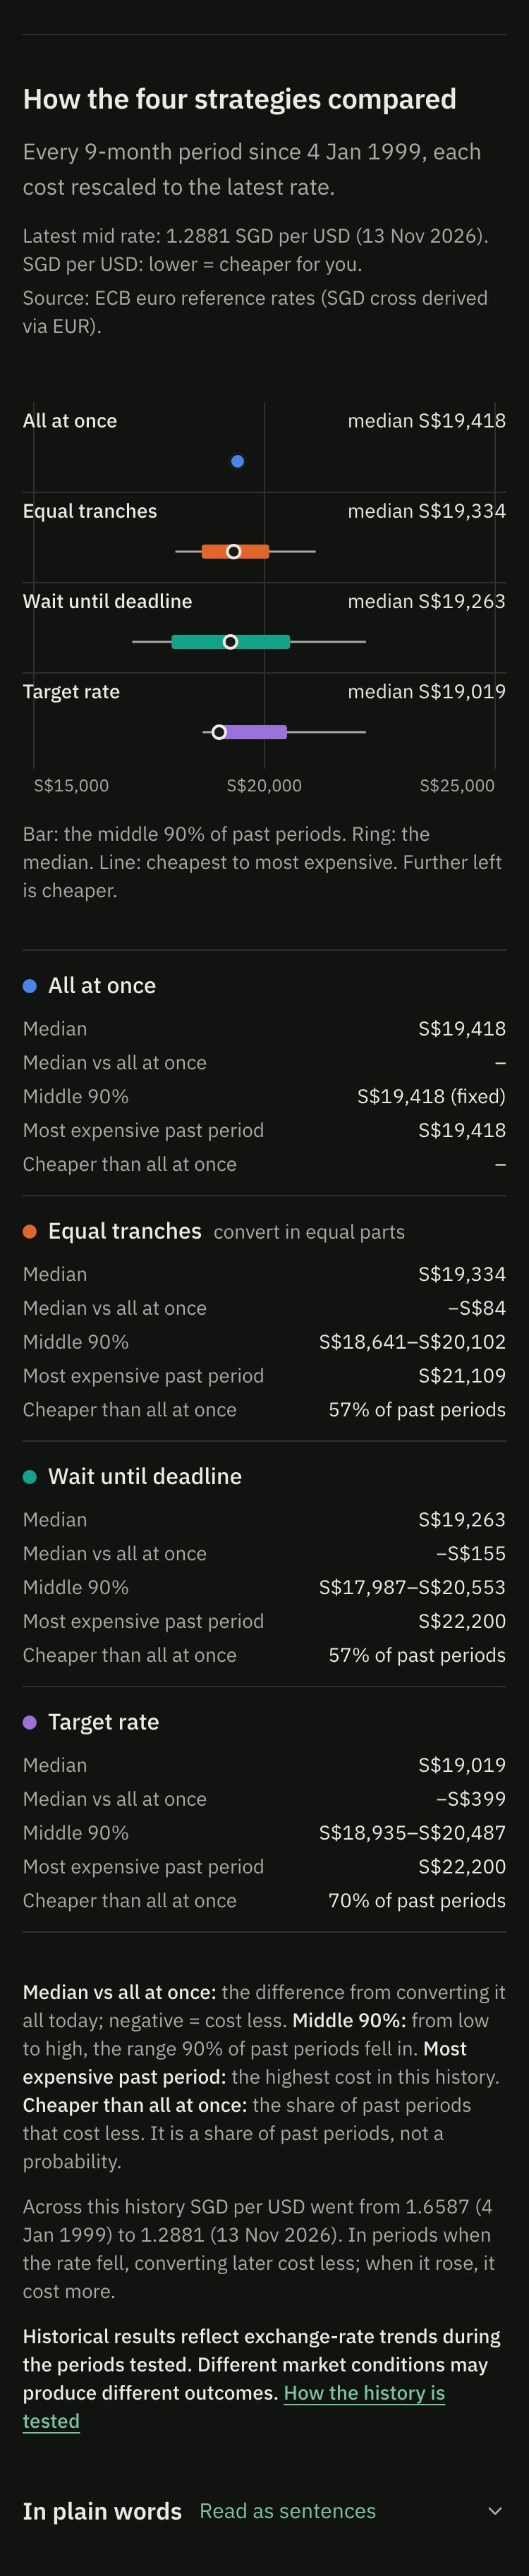 How the four strategies compared
Every 9-month period since 4 Jan 1999, each
cost rescaled to the latest rate.
Latest mid rate: 1.2881 SGD per USD (13 Nov 2026).
SGD per USD: lower = cheaper for you.
Source: ECB euro reference rates (SGD cross derived
via EUR).
All at once median S$19,418
Equal tranches median S$19,334
Wait until deadline median S$19,263
Target rate median S$19,019
S$15,000 S$20,000 S$25,000
Bar: the middle 90% of past periods. Ring: the
median. Line: cheapest to most expensive. Further left
is cheaper.
All at once
Median S$19,418
Median vs all at once –
Middle 90% S$19,418 (fixed)
Most expensive past period S$19,418
Cheaper than all at once –
Equal tranches convert in equal parts
Median S$19,334
Median vs all at once −S$84
Middle 90% S$18,641–S$20,102
Most expensive past period S$21,109
Cheaper than all at once 57% of past periods
Wait until deadline
Median S$19,263
Median vs all at once −S$155
Middle 90% S$17,987–S$20,553
Most expensive past period S$22,200
Cheaper than all at once 57% of past periods
Target rate
Median S$19,019
Median vs all at once −S$399
Middle 90% S$18,935–S$20,487
Most expensive past period S$22,200
Cheaper than all at once 70% of past periods
Median vs all at once: the difference from converting it
all today; negative = cost less. Middle 90%: from low
to high, the range 90% of past periods fell in. Most
expensive past period: the highest cost in this history.
Cheaper than all at once: the share of past periods
that cost less. It is a share of past periods, not a
probability.
Across this history SGD per USD went from 1.6587 (4
Jan 1999) to 1.2881 (13 Nov 2026). In periods when
the rate fell, converting later cost less; when it rose, it
cost more.
Historical results reflect exchange-rate trends during
the periods tested. Different market conditions may
produce different outcomes. How the history is
tested
In plain words Read as sentences